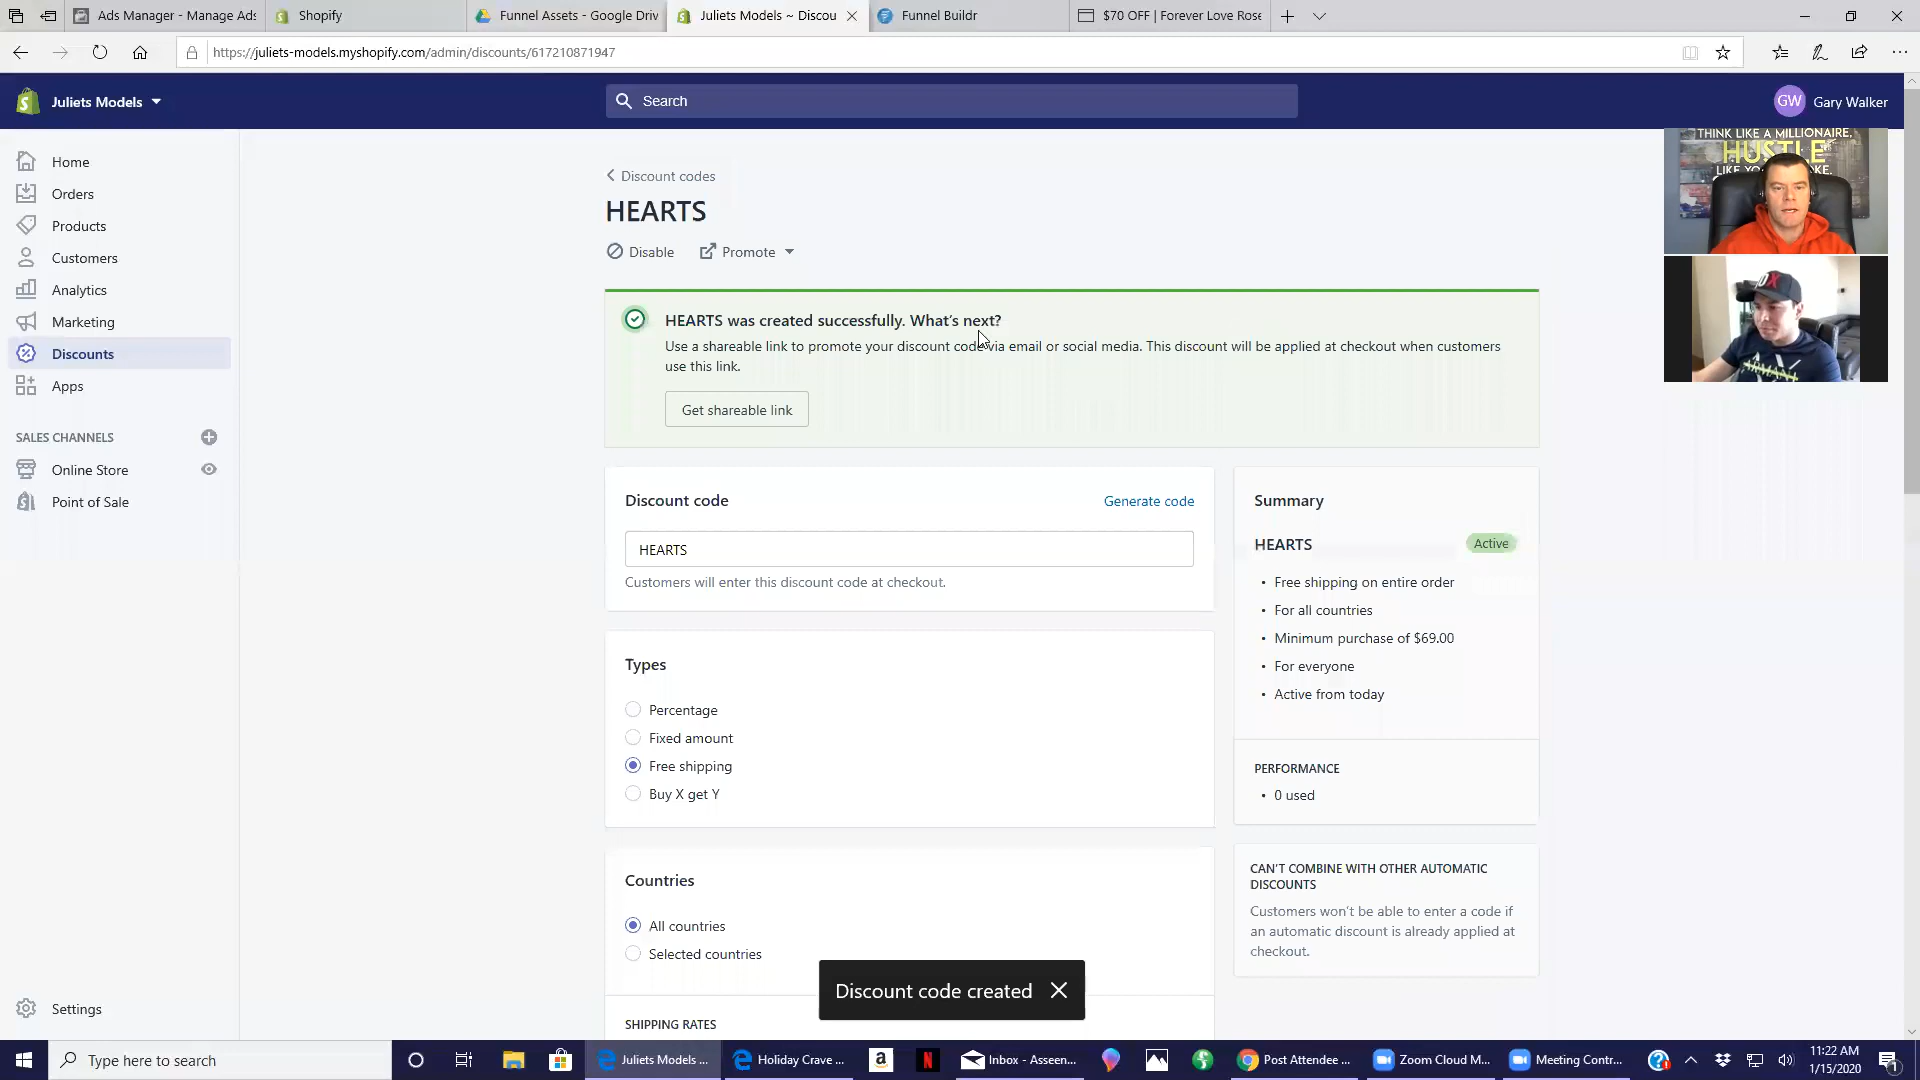 Ads Manager - Manage Ads
Shopify
Funnel Assets - Google Driv
Juliets Models ~ Discou
Funnel Buildr
$70 OFF | Forever Love Rose
https://juliets-models.myshopify.com/admin/discounts/617210871947
Juliets Models
Search
GW
Gary Walker
THINK LIKE A MILLIONAIRE,
HUSTLE
Home
Orders
Products
Customers
Analytics
Marketing
Discounts
Apps
SALES CHANNELS
Online Store
Point of Sale
Settings
Discount codes
HEARTS
Disable
Promote
HEARTS was created successfully. What's next?
Use a shareable link to promote your discount code via email or social media. This discount will be applied at checkout when customers
use this link.
Get shareable link
Discount code
Generate code
HEARTS
Customers will enter this discount code at checkout.
Types
Percentage
Fixed amount
Free shipping
Buy X get Y
Countries
All countries
Selected countries
SHIPPING RATES
Summary
HEARTS
Active
• Free shipping on entire order
• For all countries
• Minimum purchase of $69.00
• For everyone
• Active from today
PERFORMANCE
• 0 used
CAN'T COMBINE WITH OTHER AUTOMATIC
DISCOUNTS
Customers won't be able to enter a code if
an automatic discount is already applied at
checkout.
Discount code created
Type here to search
Juliets Models ...
Holiday Crave ...
Inbox - Asseen...
Post Attendee ...
Zoom Cloud M...
Meeting Contr...
11:22 AM
1/15/2020